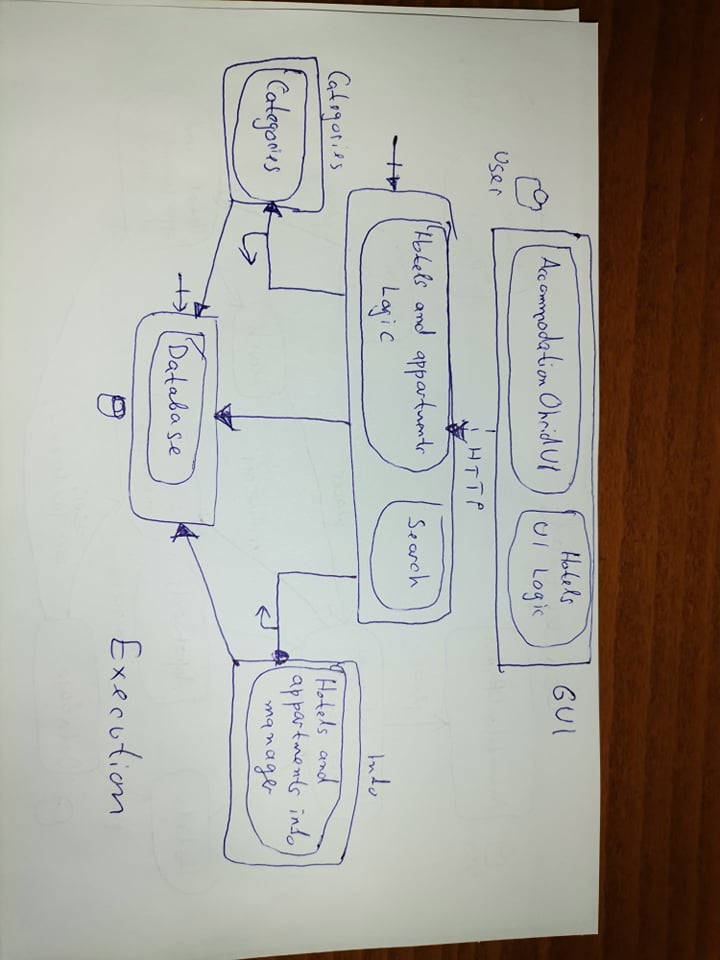 Accommodation Ohrid UI
Hotels
UI Logic
GUI
User
HTTP
Hotels and appartments
Logic
Search
Info
Categories
Categories
Hotels and
appartments info
manager
Database
Execution